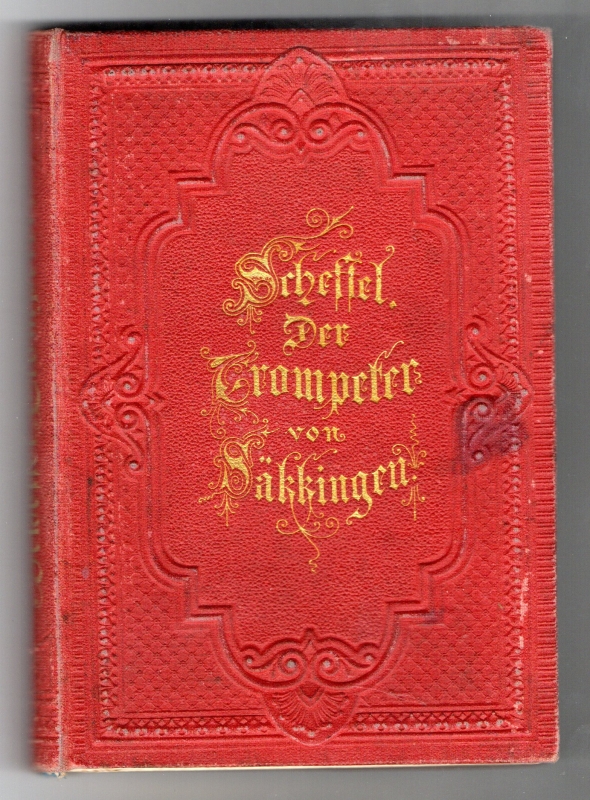 Scheffel.
Der
Trompeter
von
Säkkingen.